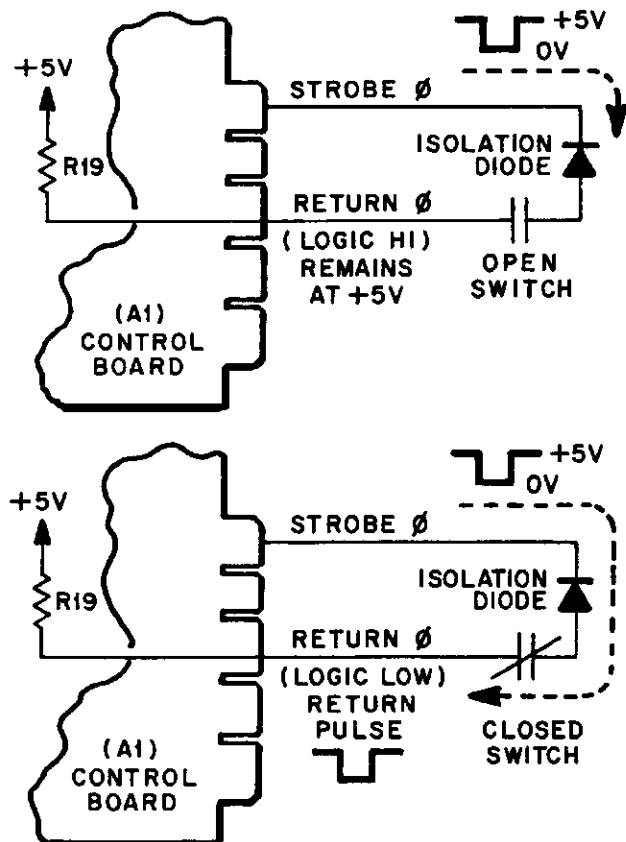 +5V
0V
+5V
STROBE Ø
R19
ISOLATION
DIODE
RETURN Ø
(LOGIC HI)
REMAINS
AT +5V
OPEN
SWITCH
(A1)
CONTROL
BOARD
+5V
0V
+5V
STROBE Ø
R19
ISOLATION
DIODE
RETURN Ø
(LOGIC LOW)
RETURN
PULSE
CLOSED
SWITCH
(A1)
CONTROL
BOARD